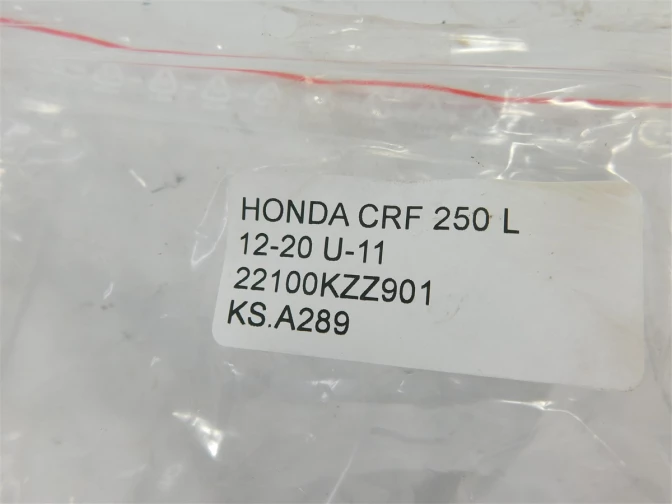 HONDA CRF 250 L
12-20 U-11
22100KZZ901
KS.A289